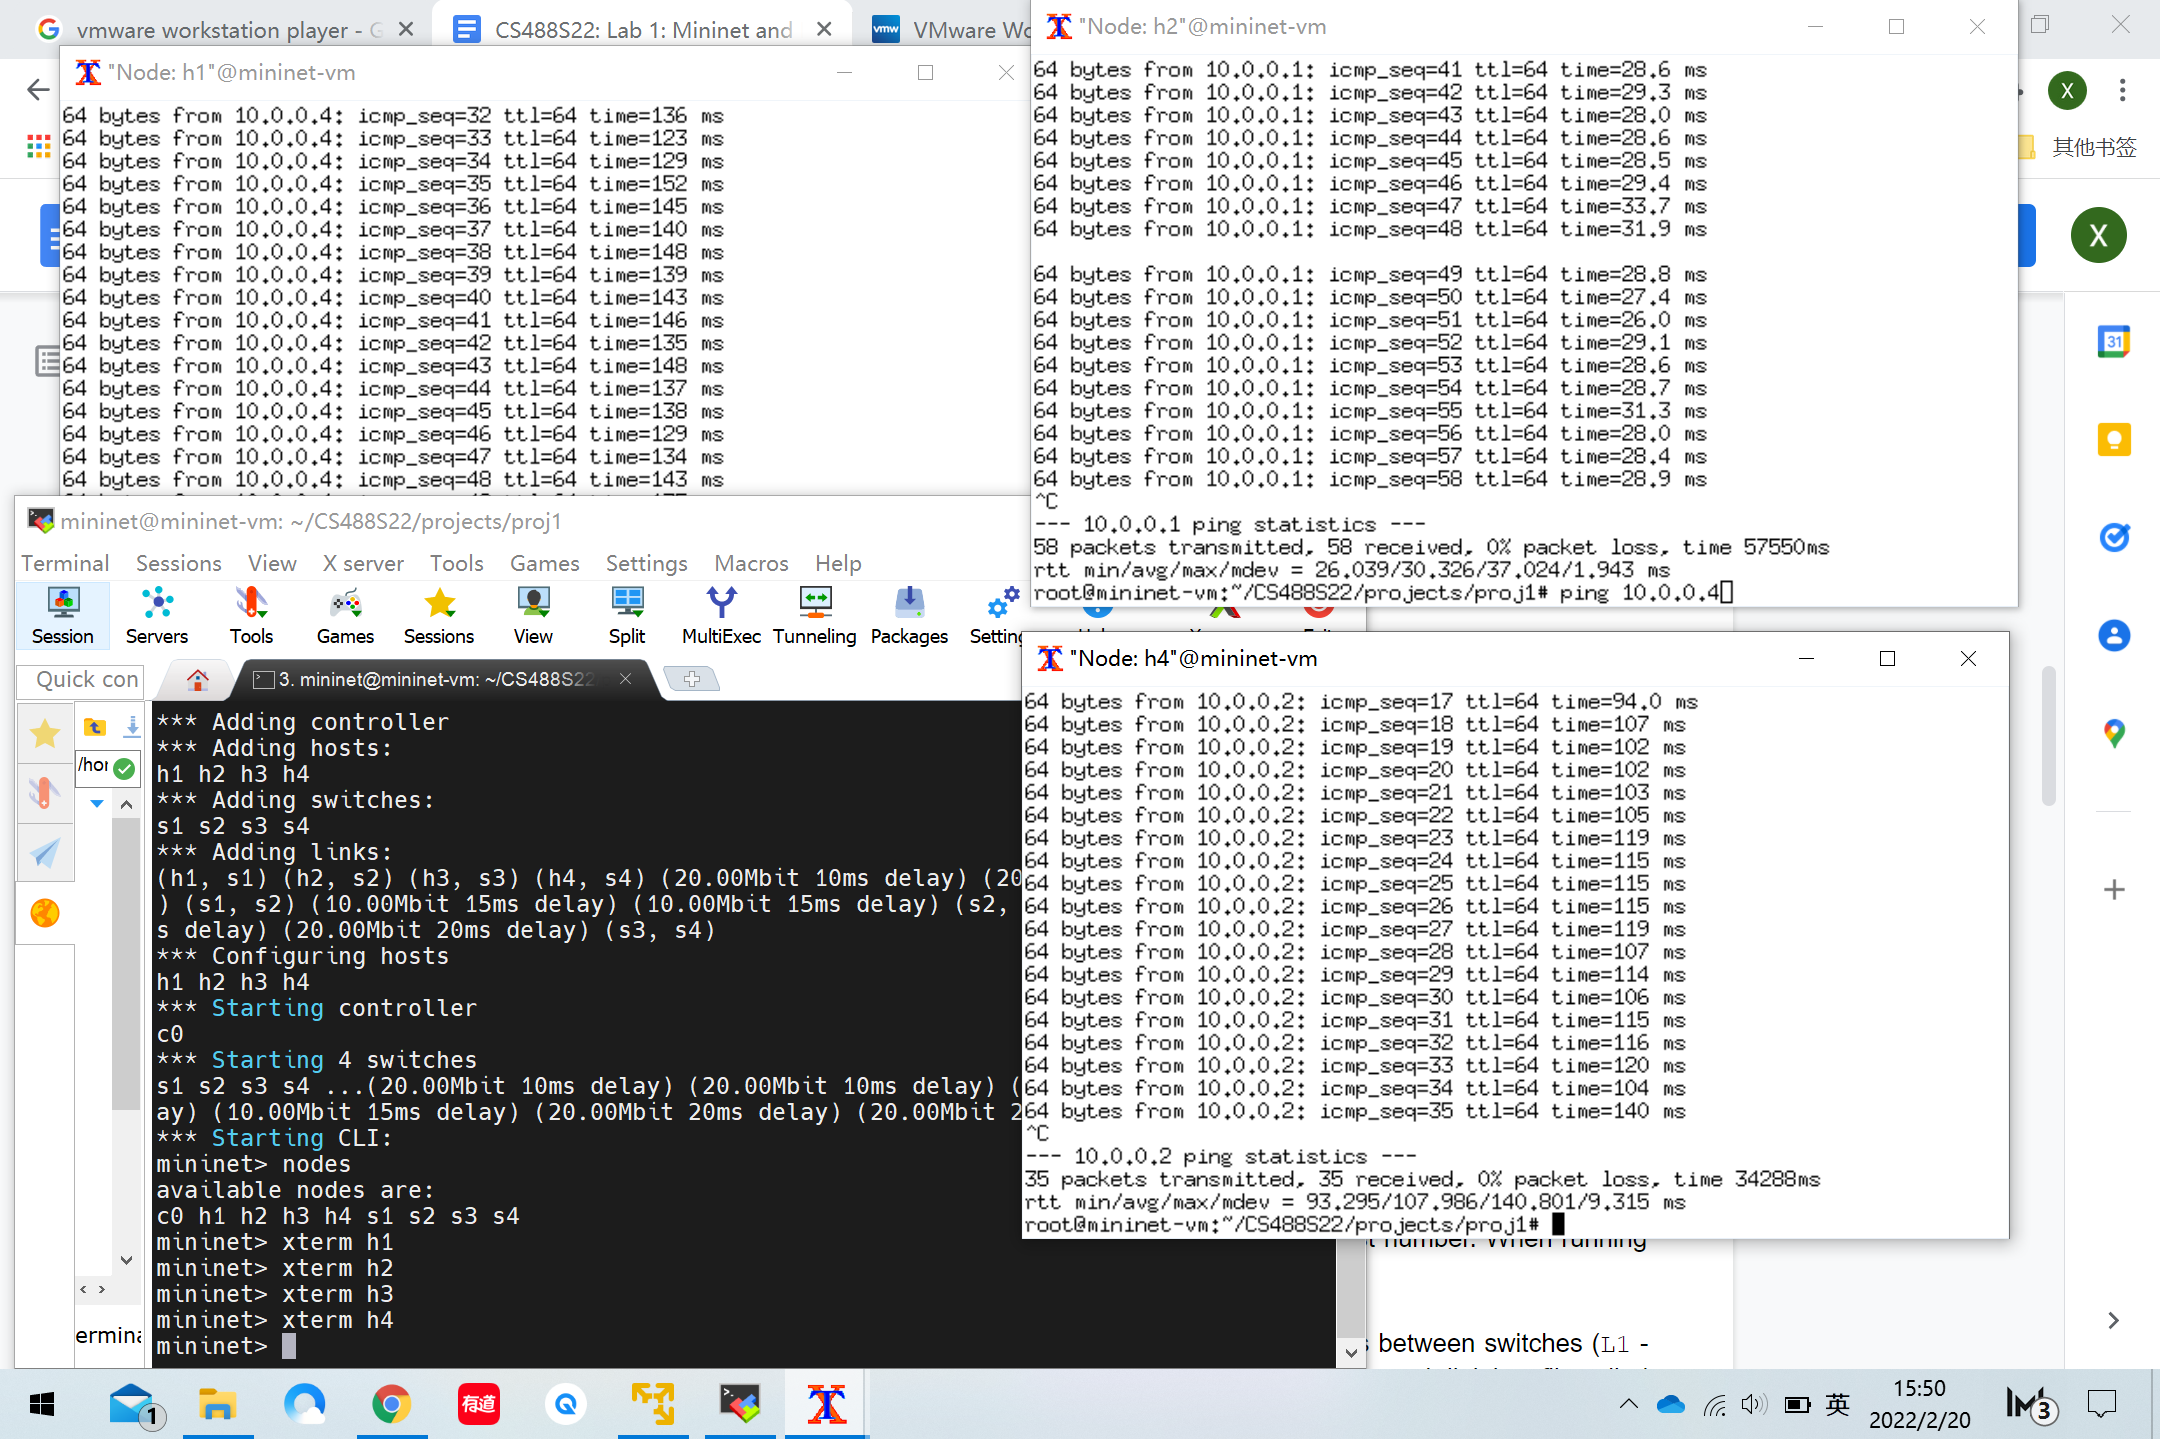 vmware workstation player - G
CS488S22: Lab 1: Mininet and
VMware Wo
其他书签
X
X
"Node: h1"@mininet-vm
64 bytes from 10.0.0.4: icmp_seq=32 ttl=64 time=136 ms
64 bytes from 10.0.0.4: icmp_seq=33 ttl=64 time=123 ms
64 bytes from 10.0.0.4: icmp_seq=34 ttl=64 time=129 ms
64 bytes from 10.0.0.4: icmp_seq=35 ttl=64 time=152 ms
64 bytes from 10.0.0.4: icmp_seq=36 ttl=64 time=145 ms
64 bytes from 10.0.0.4: icmp_seq=37 ttl=64 time=140 ms
64 bytes from 10.0.0.4: icmp_seq=38 ttl=64 time=148 ms
64 bytes from 10.0.0.4: icmp_seq=39 ttl=64 time=139 ms
64 bytes from 10.0.0.4: icmp_seq=40 ttl=64 time=143 ms
64 bytes from 10.0.0.4: icmp_seq=41 ttl=64 time=146 ms
64 bytes from 10.0.0.4: icmp_seq=42 ttl=64 time=135 ms
64 bytes from 10.0.0.4: icmp_seq=43 ttl=64 time=148 ms
64 bytes from 10.0.0.4: icmp_seq=44 ttl=64 time=137 ms
64 bytes from 10.0.0.4: icmp_seq=45 ttl=64 time=138 ms
64 bytes from 10.0.0.4: icmp_seq=46 ttl=64 time=129 ms
64 bytes from 10.0.0.4: icmp_seq=47 ttl=64 time=134 ms
64 bytes from 10.0.0.4: icmp_seq=48 ttl=64 time=143 ms
"Node: h2"@mininet-vm
64 bytes from 10.0.0.1: icmp_seq=41 ttl=64 time=28.6 ms
64 bytes from 10.0.0.1: icmp_seq=42 ttl=64 time=29.3 ms
64 bytes from 10.0.0.1: icmp_seq=43 ttl=64 time=28.0 ms
64 bytes from 10.0.0.1: icmp_seq=44 ttl=64 time=28.6 ms
64 bytes from 10.0.0.1: icmp_seq=45 ttl=64 time=28.5 ms
64 bytes from 10.0.0.1: icmp_seq=46 ttl=64 time=29.4 ms
64 bytes from 10.0.0.1: icmp_seq=47 ttl=64 time=33.7 ms
64 bytes from 10.0.0.1: icmp_seq=48 ttl=64 time=31.9 ms
64 bytes from 10.0.0.1: icmp_seq=49 ttl=64 time=28.8 ms
64 bytes from 10.0.0.1: icmp_seq=50 ttl=64 time=27.4 ms
64 bytes from 10.0.0.1: icmp_seq=51 ttl=64 time=26.0 ms
64 bytes from 10.0.0.1: icmp_seq=52 ttl=64 time=29.1 ms
64 bytes from 10.0.0.1: icmp_seq=53 ttl=64 time=28.6 ms
64 bytes from 10.0.0.1: icmp_seq=54 ttl=64 time=28.7 ms
64 bytes from 10.0.0.1: icmp_seq=55 ttl=64 time=31.3 ms
64 bytes from 10.0.0.1: icmp_seq=56 ttl=64 time=28.0 ms
64 bytes from 10.0.0.1: icmp_seq=57 ttl=64 time=28.4 ms
64 bytes from 10.0.0.1: icmp_seq=58 ttl=64 time=28.9 ms
^C
--- 10.0.0.1 ping statistics ---
58 packets transmitted, 58 received, 0% packet loss, time 57550ms
rtt min/avg/max/mdev = 26.039/30.326/37.024/1.943 ms
root@mininet-vm:~/CS488S22/projects/proj1# ping 10.0.0.4
mininet@mininet-vm: ~/CS488S22/projects/proj1
Terminal Sessions View X server Tools Games Settings Macros Help
Session Servers Tools Games Sessions View Split MultiExec Tunneling Packages Setting
Quick con
3. mininet@mininet-vm: ~/CS488S22
/hor
ermina
*** Adding controller
*** Adding hosts:
h1 h2 h3 h4
*** Adding switches:
s1 s2 s3 s4
*** Adding links:
(h1, s1) (h2, s2) (h3, s3) (h4, s4) (20.00Mbit 10ms delay) (20
) (s1, s2) (10.00Mbit 15ms delay) (10.00Mbit 15ms delay) (s2,
s delay) (20.00Mbit 20ms delay) (s3, s4)
*** Configuring hosts
h1 h2 h3 h4
*** Starting controller
c0
*** Starting 4 switches
s1 s2 s3 s4 ...(20.00Mbit 10ms delay) (20.00Mbit 10ms delay) (
ay) (10.00Mbit 15ms delay) (20.00Mbit 20ms delay) (20.00Mbit 2
*** Starting CLI:
mininet> nodes
available nodes are:
c0 h1 h2 h3 h4 s1 s2 s3 s4
mininet> xterm h1
mininet> xterm h2
mininet> xterm h3
mininet> xterm h4
mininet>
"Node: h4"@mininet-vm
64 bytes from 10.0.0.2: icmp_seq=17 ttl=64 time=94.0 ms
64 bytes from 10.0.0.2: icmp_seq=18 ttl=64 time=107 ms
64 bytes from 10.0.0.2: icmp_seq=19 ttl=64 time=102 ms
64 bytes from 10.0.0.2: icmp_seq=20 ttl=64 time=102 ms
64 bytes from 10.0.0.2: icmp_seq=21 ttl=64 time=103 ms
64 bytes from 10.0.0.2: icmp_seq=22 ttl=64 time=105 ms
64 bytes from 10.0.0.2: icmp_seq=23 ttl=64 time=119 ms
64 bytes from 10.0.0.2: icmp_seq=24 ttl=64 time=115 ms
64 bytes from 10.0.0.2: icmp_seq=25 ttl=64 time=115 ms
64 bytes from 10.0.0.2: icmp_seq=26 ttl=64 time=115 ms
64 bytes from 10.0.0.2: icmp_seq=27 ttl=64 time=119 ms
64 bytes from 10.0.0.2: icmp_seq=28 ttl=64 time=107 ms
64 bytes from 10.0.0.2: icmp_seq=29 ttl=64 time=114 ms
64 bytes from 10.0.0.2: icmp_seq=30 ttl=64 time=106 ms
64 bytes from 10.0.0.2: icmp_seq=31 ttl=64 time=115 ms
64 bytes from 10.0.0.2: icmp_seq=32 ttl=64 time=116 ms
64 bytes from 10.0.0.2: icmp_seq=33 ttl=64 time=120 ms
64 bytes from 10.0.0.2: icmp_seq=34 ttl=64 time=104 ms
64 bytes from 10.0.0.2: icmp_seq=35 ttl=64 time=140 ms
^C
--- 10.0.0.2 ping statistics ---
35 packets transmitted, 35 received, 0% packet loss, time 34288ms
rtt min/avg/max/mdev = 93.295/107.986/140.801/9.315 ms
root@mininet-vm:~/CS488S22/projects/proj1#
t number. When running
s between switches (L1 -
31
1
有道
英
15:50
2022/2/20
3